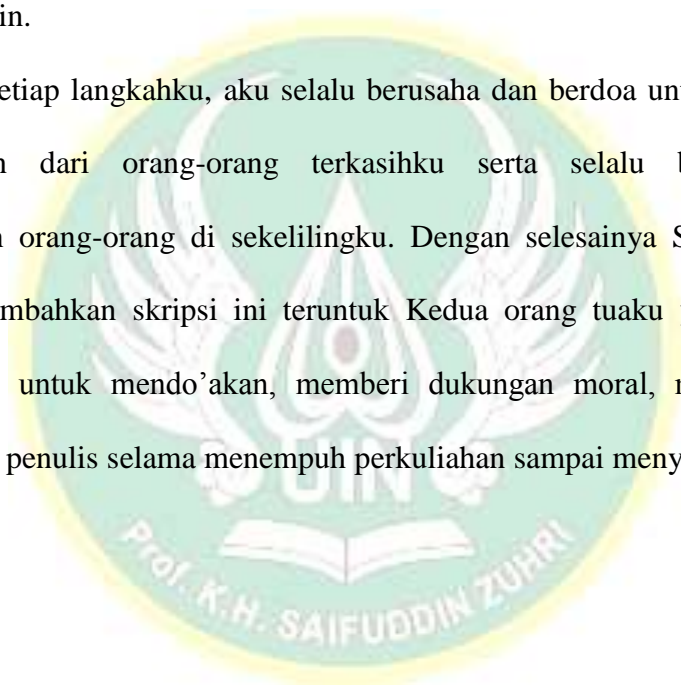 in.
etiap langkahku, aku selalu berusaha dan berdoa un
dari orang-orang terkasihku serta selalu
orang-orang di sekelilingku. Dengan selesainya S
mbahkan skripsi ini teruntuk Kedua orang tuaku
untuk mendo’akan, memberi dukungan moral,
penulis selama menempuh perkuliahan sampai meny
UIN
Prof. K.H. SAIFUDDIN ZUHRI